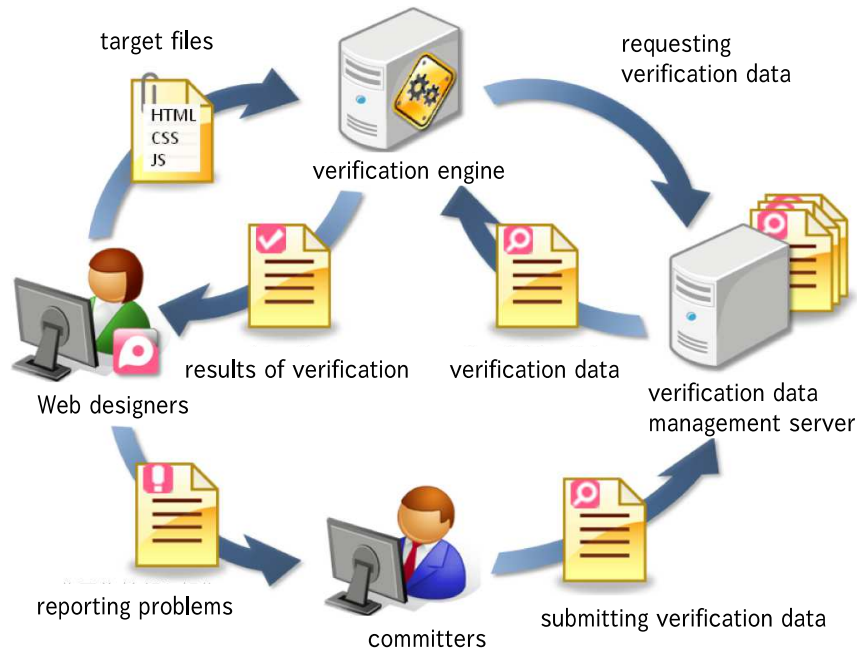 target files
requesting
verification data
HTML
CSS
JS
verification engine
results of verification
verification data
verification data
management server
Web designers
reporting problems
committers
submitting verification data